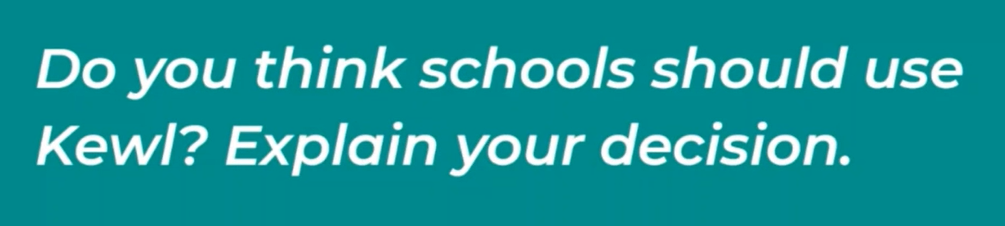 Do you think schools should use
Kewl? Explain your decision.